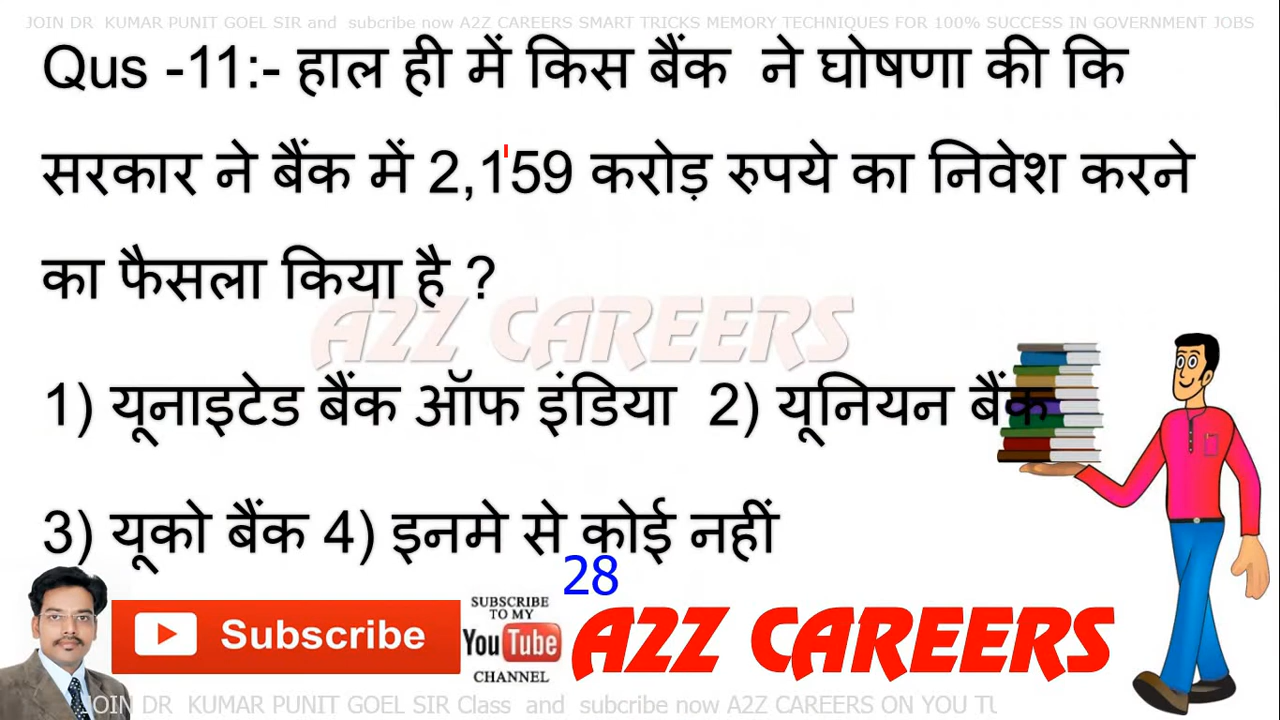 JOIN DR KUMAR PUNIT GOEL SIR and subcribe now A2Z CAREERS SMART TRICKS MEMORY TECHNIQUES FOR 100% SUCCESS IN GOVERNMENT JOBS
Qus -11:- हाल ही में किस बैंक ने घोषणा की कि
सरकार ने बैंक में 2,159 करोड़ रुपये का निवेश करने
का फैसला किया है ?
A2Z CAREERS
1) यूनाइटेड बैंक ऑफ इंडिया 2) यूनियन बैंक
3) यूको बैंक 4) इनमे से कोई नहीं
28
Subscribe
SUBSCRIBE
TO MY
YouTube
CHANNEL
A2Z CAREERS
JOIN DR KUMAR PUNIT GOEL SIR Class and subcribe now A2Z CAREERS ON YOU TU